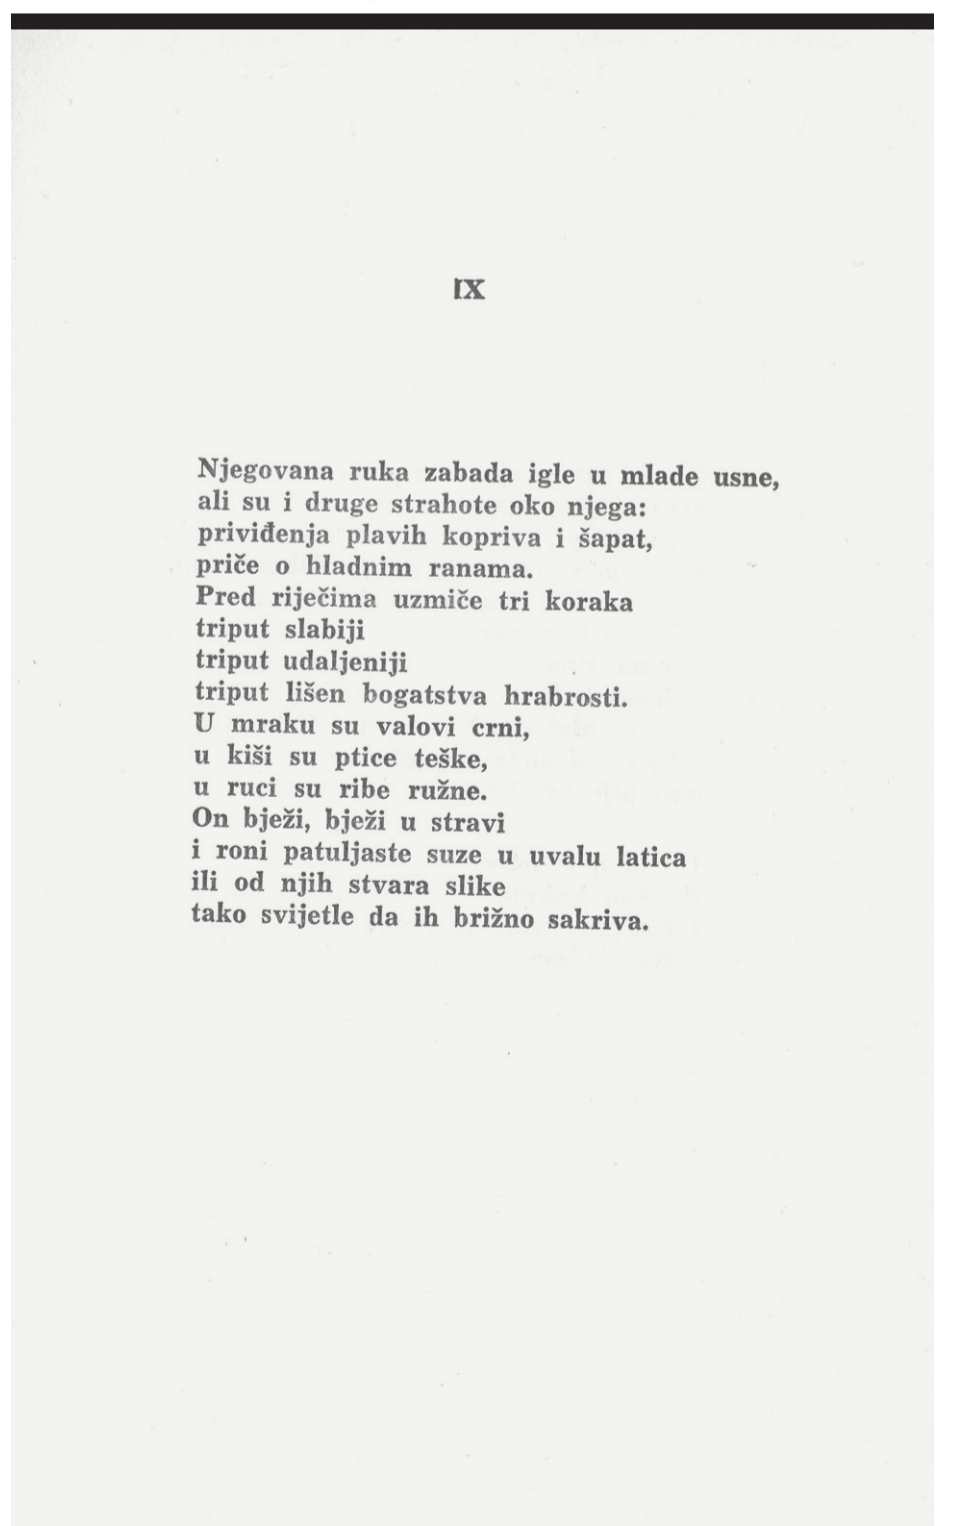 IX
Njegovana ruka zabada igle u mlade usne,
ali su i druge strahote oko njega:
priviđenja plavih kopriva i šapat,
priče o hladnim ranama.
Pred riječima uzmiče tri koraka
triput slabiji
triput udaljeniji
triput lišen bogatstva hrabrosti.
U mraku su valovi crni,
u kiši su ptice teške,
u ruci su ribe ružne.
On bježi, bježi u stravi
i roni patuljaste suze u uvalu latica
ili od njih stvara slike
tako svijetle da ih brižno sakriva.